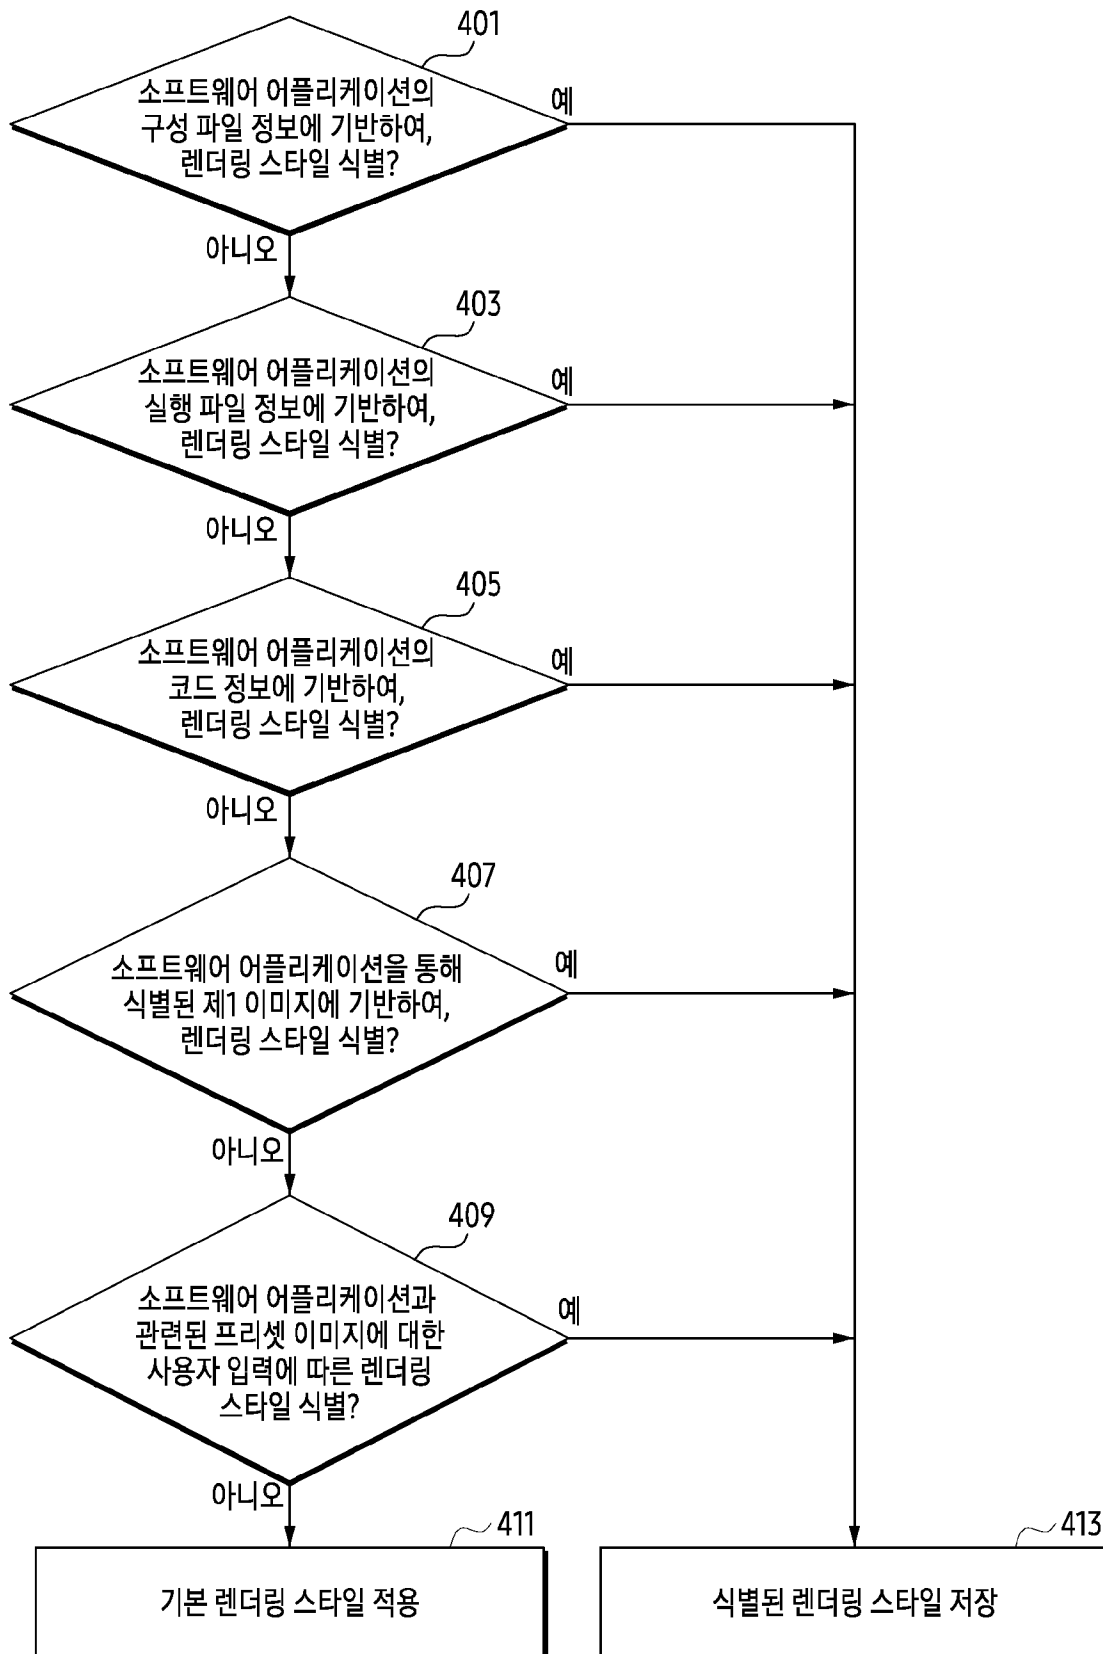 401
소프트웨어 어플리케이션의
구성 파일 정보에 기반하여,
렌더링 스타일 식별?
예
아니오
403
소프트웨어 어플리케이션의
실행 파일 정보에 기반하여,
렌더링 스타일 식별?
예
아니오
405
소프트웨어 어플리케이션의
코드 정보에 기반하여,
렌더링 스타일 식별?
예
아니오
407
소프트웨어 어플리케이션을 통해
식별된 제1 이미지에 기반하여,
렌더링 스타일 식별?
예
아니오
409
소프트웨어 어플리케이션과
관련된 프리셋 이미지에 대한
사용자 입력에 따른 렌더링
스타일 식별?
예
아니오
411
기본 렌더링 스타일 적용
413
식별된 렌더링 스타일 저장